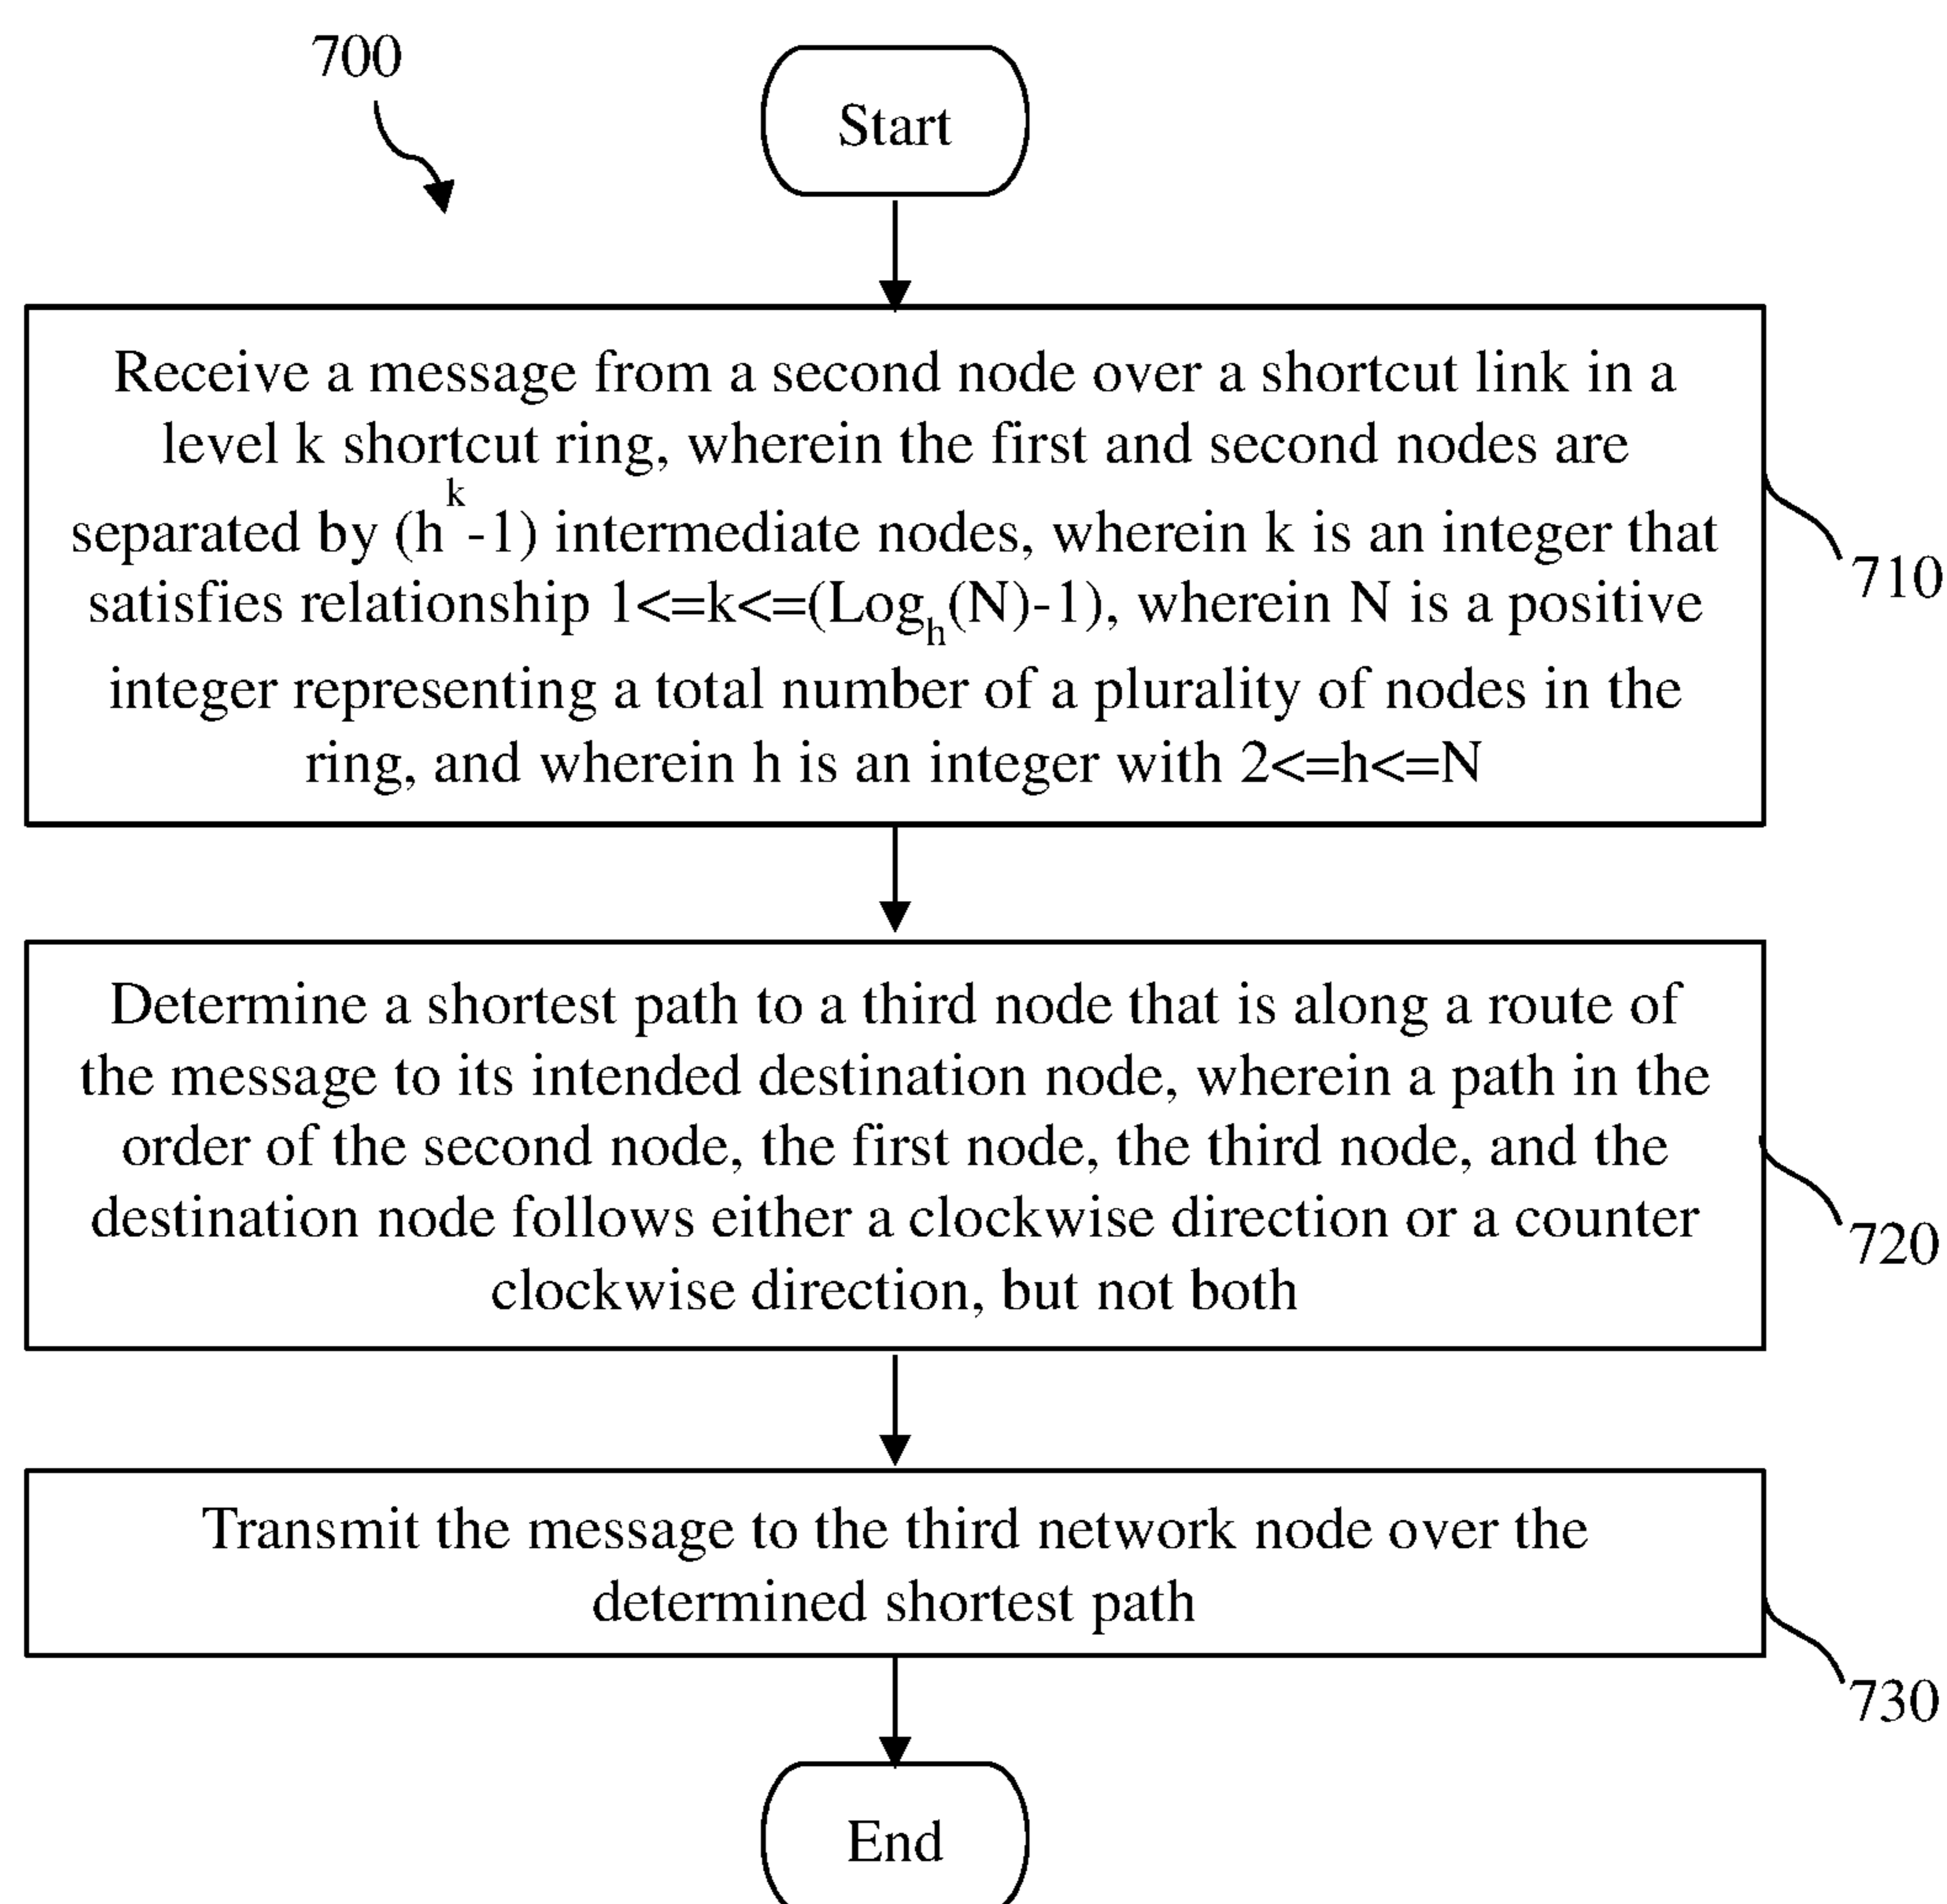 700
Start
Receive a message from a second node over a shortcut link in a
level k shortcut ring, wherein the first and second nodes are
separated by (h^k-1) intermediate nodes, wherein k is an integer that
satisfies relationship 1<=k<=(Log_h(N)-1), wherein N is a positive
integer representing a total number of a plurality of nodes in the
ring, and wherein h is an integer with 2<=h<=N
710
Determine a shortest path to a third node that is along a route of
the message to its intended destination node, wherein a path in the
order of the second node, the first node, the third node, and the
destination node follows either a clockwise direction or a counter
clockwise direction, but not both
720
Transmit the message to the third network node over the
determined shortest path
730
End